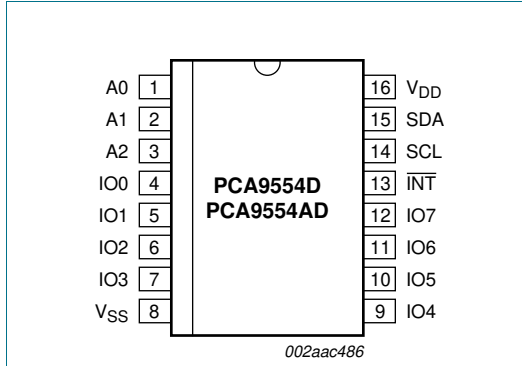 A0 1 16 VDD
A1 2 15 SDA
A2 3 14 SCL
IO0 4 PCA9554D 13 I̅N̅T̅
IO1 5 PCA9554AD 12 IO7
IO2 6 11 IO6
IO3 7 10 IO5
VSS 8 9 IO4
002aac486